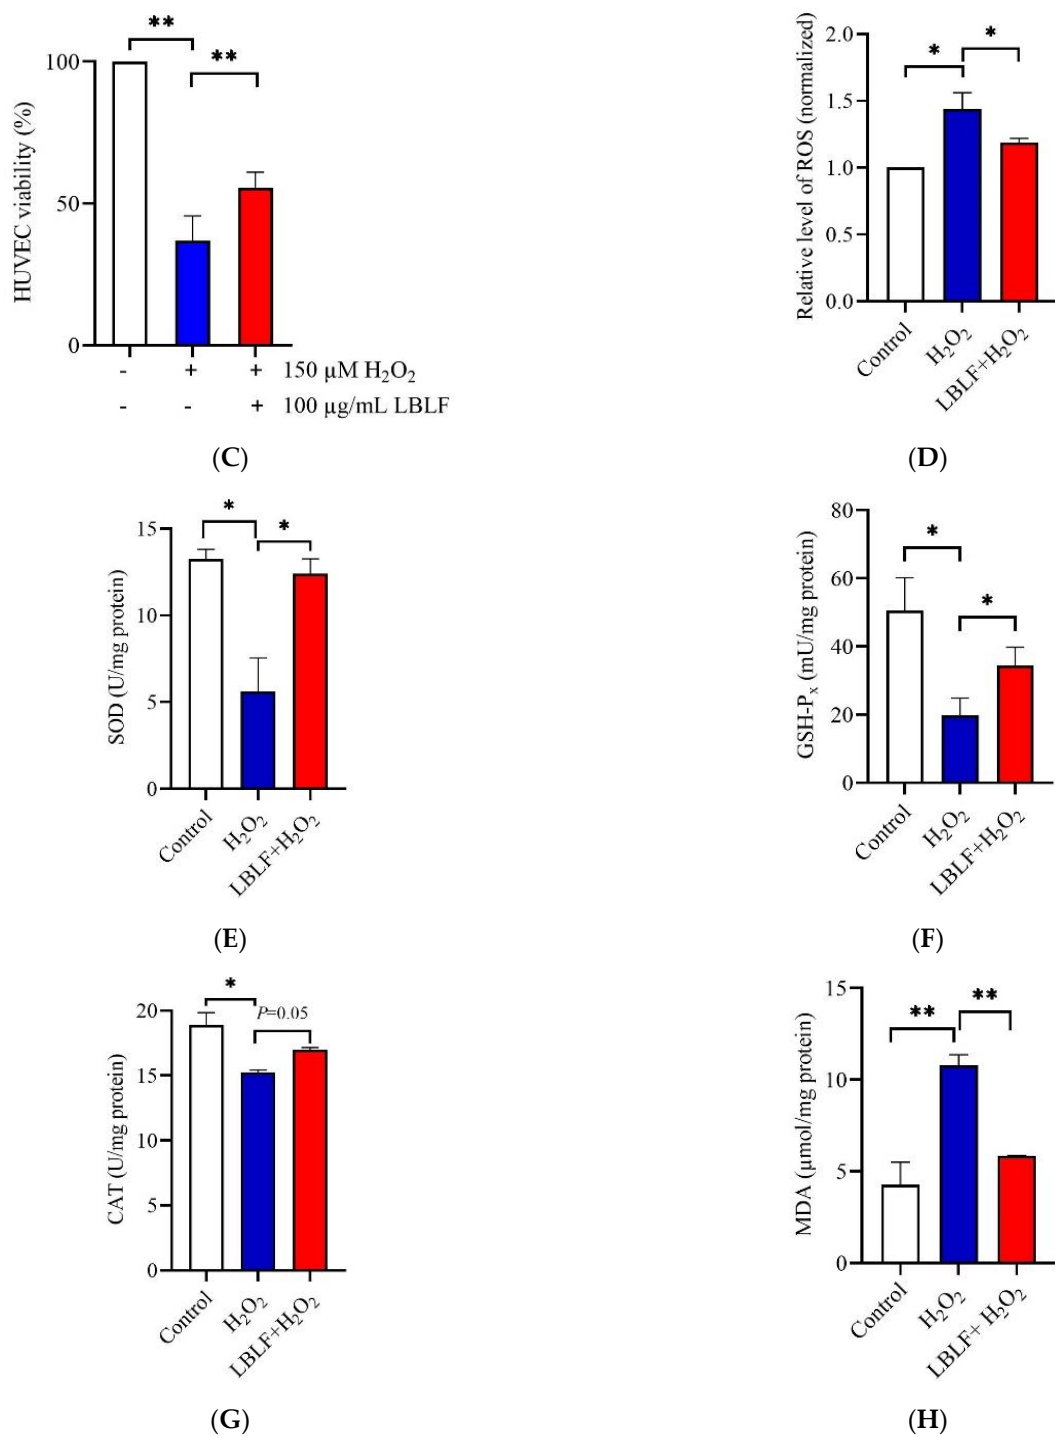 **
**
HUVEC viability (%)
100
50
0
- + + 150 µM H₂O₂
- - + 100 µg/mL LBLF
(C)
*
*
Relative level of ROS (normalized)
2.0
1.5
1.0
0.5
0.0
Control
H₂O₂
LBLF+H₂O₂
(D)
*
*
SOD (U/mg protein)
15
10
5
0
Control
H₂O₂
LBLF+H₂O₂
(E)
*
*
GSH-Pₓ (mU/mg protein)
80
60
40
20
0
Control
H₂O₂
LBLF+H₂O₂
(F)
*
P=0.05
CAT (U/mg protein)
20
15
10
5
0
Control
H₂O₂
LBLF+H₂O₂
(G)
**
**
MDA (µmol/mg protein)
15
10
5
0
Control
H₂O₂
LBLF+ H₂O₂
(H)